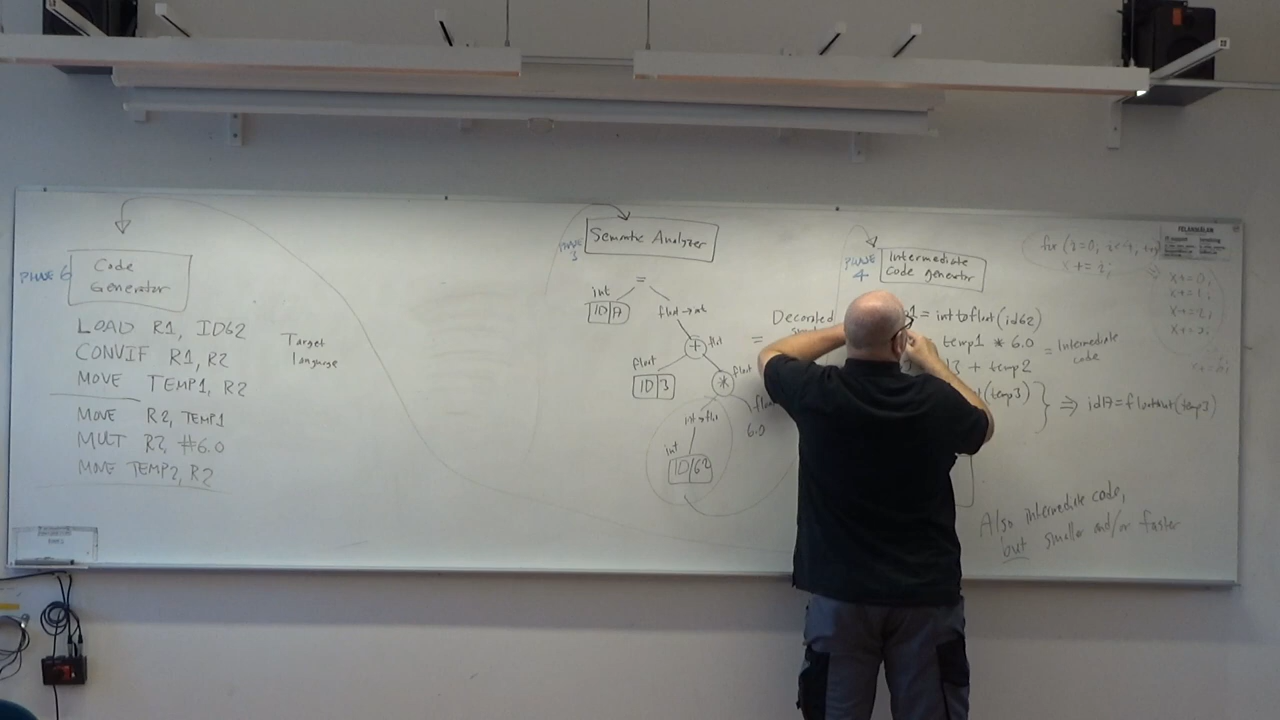 PHASE 6
Code
Generator
LOAD R1, ID62
CONVIF R1, R2
MOVE TEMP1, R2
MOVE R2, TEMP1
MULT R2, #6.0
MOVE TEMP2, R2
Target
language
PHASE
3
Semantic Analyzer
=
int
ID 17
float→int
+
float
ID 3
*
float
int→float
int
ID 62
6.0
=
Decorated
PHASE
4
Intermediate
Code generator
= inttofloat(id62)
temp1 * 6.0
+ temp2
(temp3)
= Intermediate
code
} ⇒ id17=floattoint(temp3)
for (i=0,
x += i;
x+=0;
x+=1;
x+=2;
x+=3;
FELANMÄLAN
Also intermediate code,
but smaller and/or faster